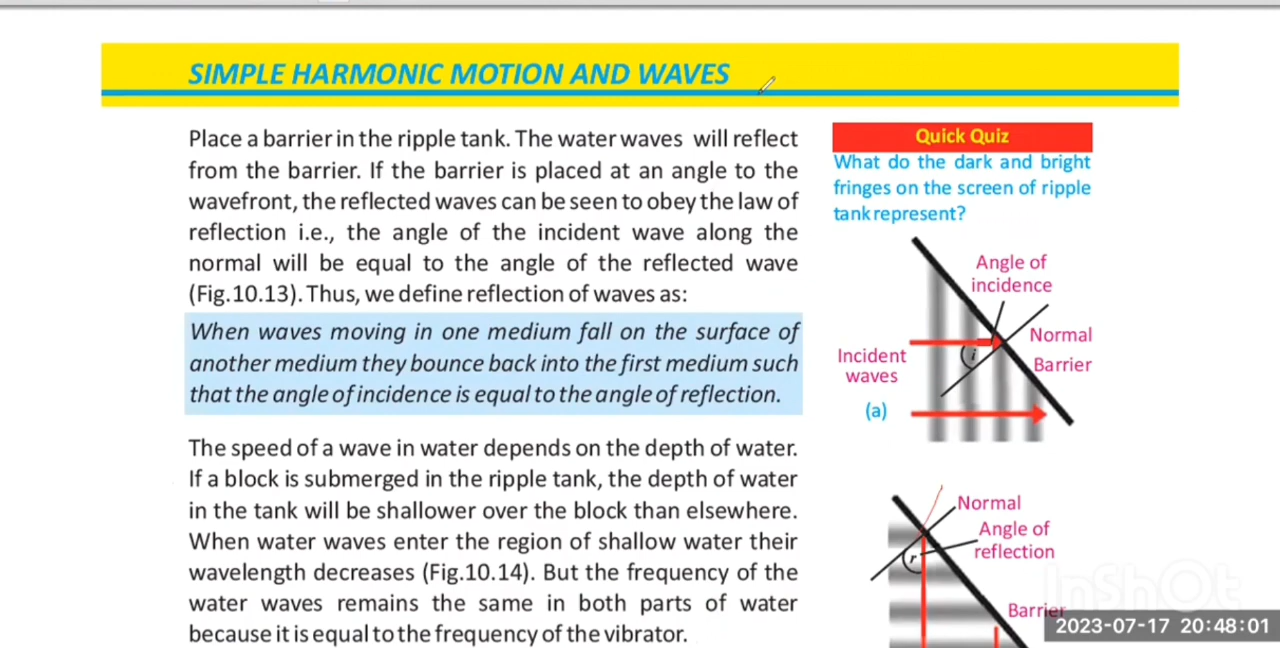 SIMPLE HARMONIC MOTION AND WAVES
Place a barrier in the ripple tank. The water waves will reflect
from the barrier. If the barrier is placed at an angle to the
wavefront, the reflected waves can be seen to obey the law of
reflection i.e., the angle of the incident wave along the
normal will be equal to the angle of the reflected wave
(Fig.10.13). Thus, we define reflection of waves as:
When waves moving in one medium fall on the surface of
another medium they bounce back into the first medium such
that the angle of incidence is equal to the angle of reflection.
The speed of a wave in water depends on the depth of water.
If a block is submerged in the ripple tank, the depth of water
in the tank will be shallower over the block than elsewhere.
When water waves enter the region of shallow water their
wavelength decreases (Fig.10.14). But the frequency of the
water waves remains the same in both parts of water
because it is equal to the frequency of the vibrator.
Quick Quiz
What do the dark and bright
fringes on the screen of ripple
tank represent?
Angle of
incidence
Normal
Barrier
Incident
waves
i
(a)
Normal
Angle of
reflection
r
Barrier
InShOt
2023-07-17 20:48:01